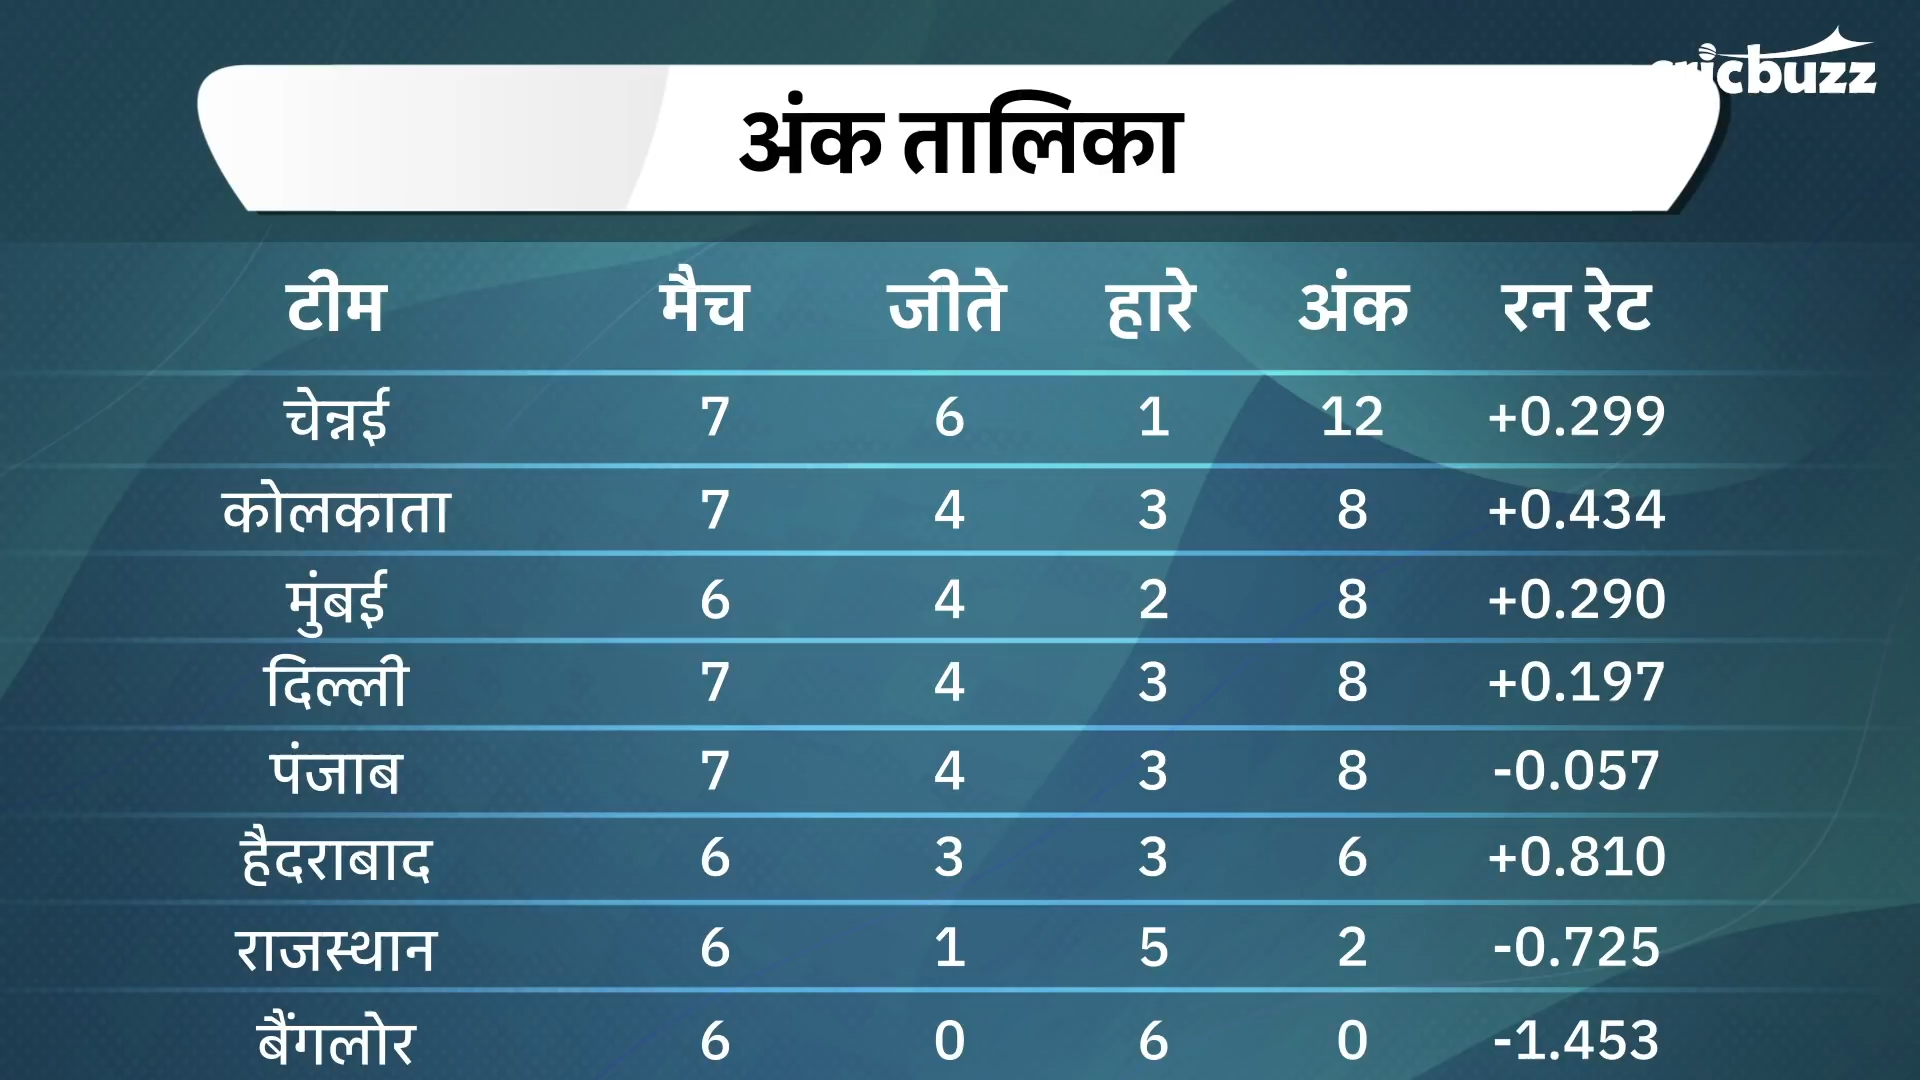 cricbuzz
अंक तालिका
टीम मैच जीते हारे अंक रन रेट
चेन्नई 7 6 1 12 +0.299
कोलकाता 7 4 3 8 +0.434
मुंबई 6 4 2 8 +0.290
दिल्ली 7 4 3 8 +0.197
पंजाब 7 4 3 8 -0.057
हैदराबाद 6 3 3 6 +0.810
राजस्थान 6 1 5 2 -0.725
बैंगलोर 6 0 6 0 -1.453